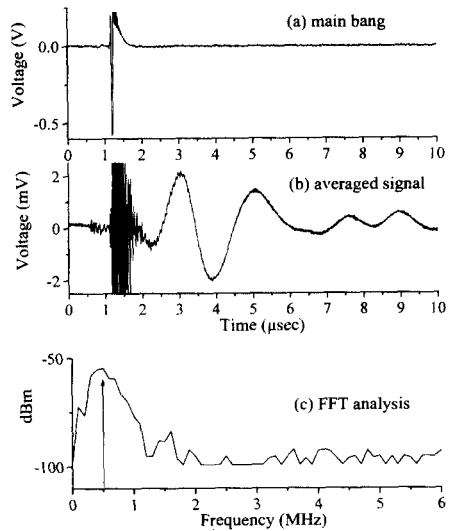 (a) main bang
Voltage (V)
0.0
-0.5
0 1 2 3 4 5 6 7 8 9 10
(b) averaged signal
Voltage (mV)
2
0
-2
0 1 2 3 4 5 6 7 8 9 10
Time (µsec)
-50
(c) FFT analysis
dBm
-100
0 1 2 3 4 5 6
Frequency (MHz)